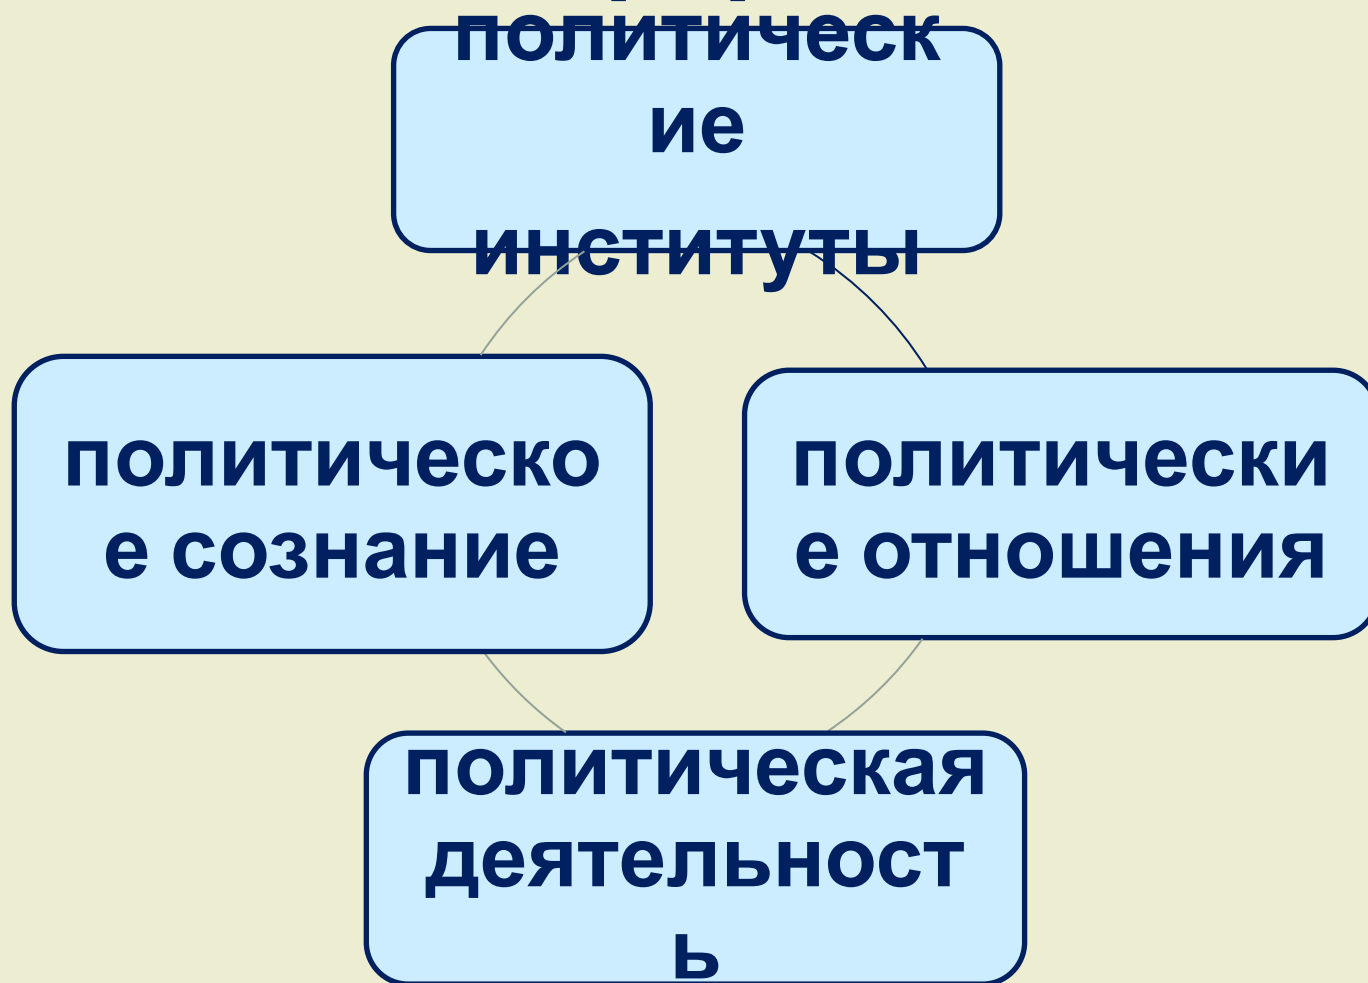 политическ
ие
институты
политическо
е сознание
политически
е отношения
политическая
деятельност
ь